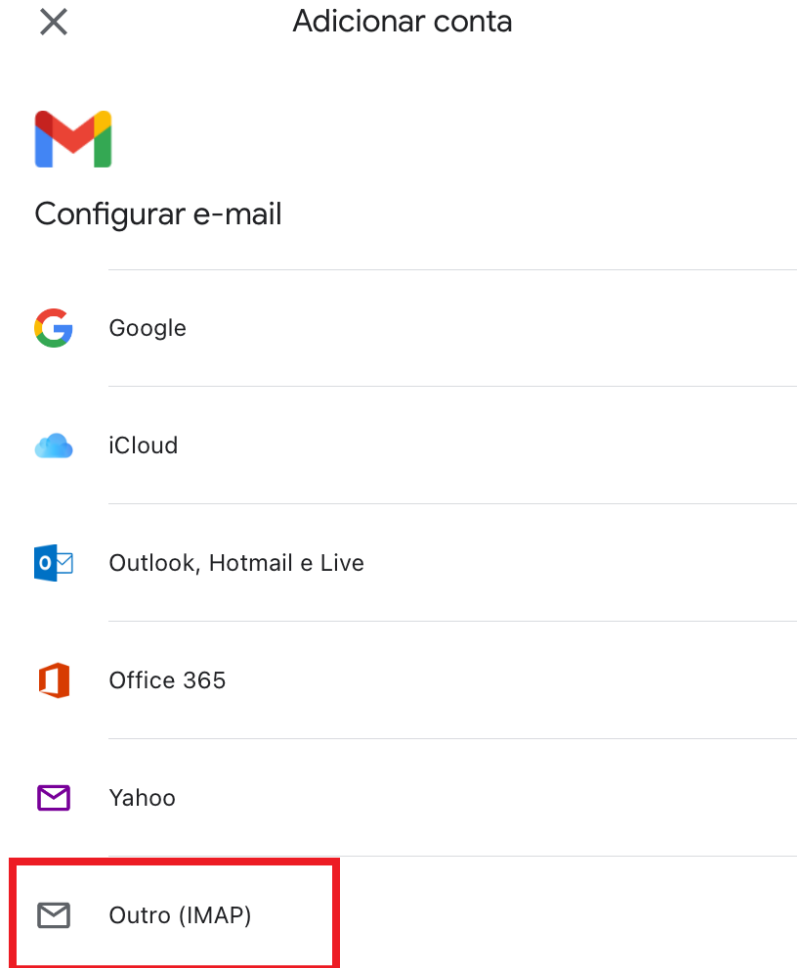 Adicionar conta
Configurar e-mail
Google
iCloud
Outlook, Hotmail e Live
Office 365
Yahoo
Outro (IMAP)